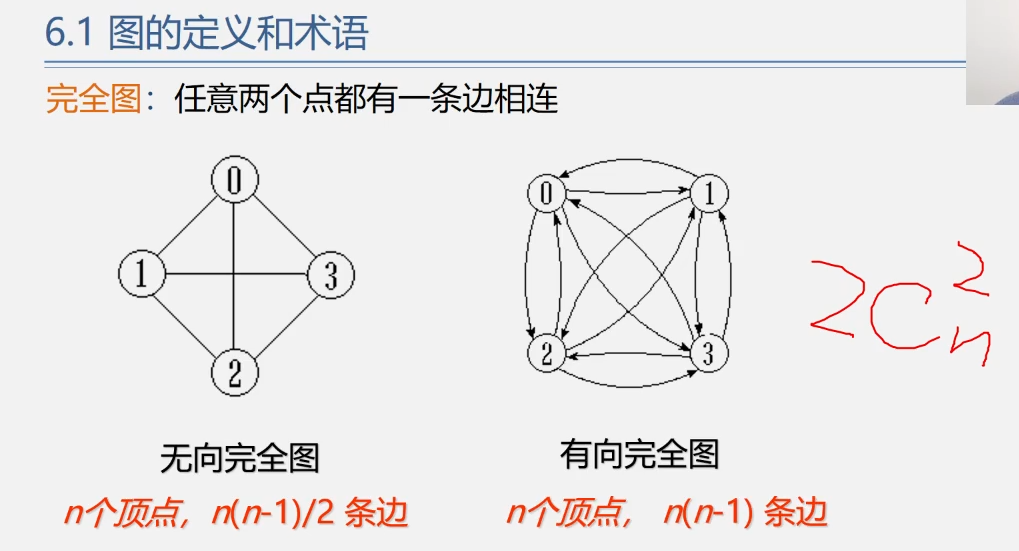 6.1 图的定义和术语
完全图：任意两个点都有一条边相连
0
1
3
2
0
1
2
3
2C
2
n
无向完全图
有向完全图
n个顶点，n(n-1)/2 条边
n个顶点， n(n-1) 条边